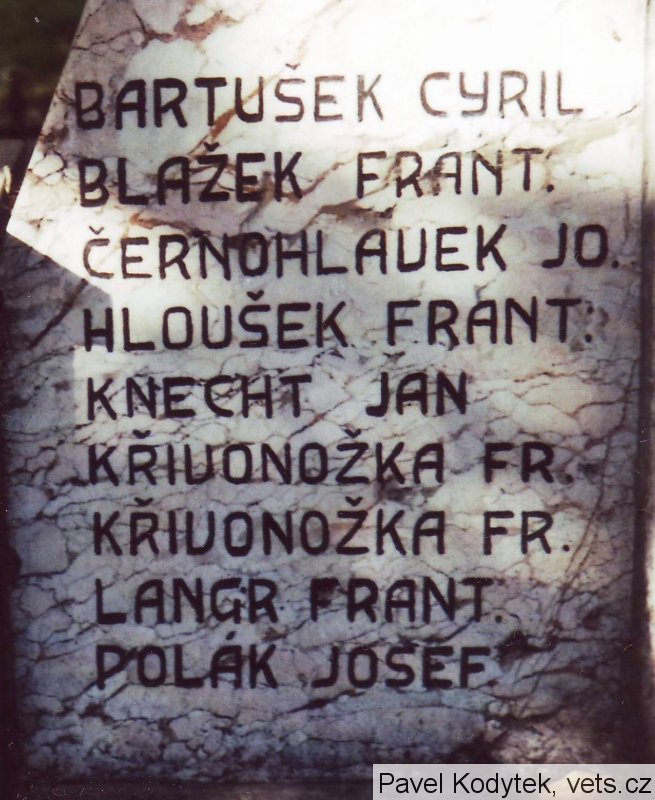 BARTUŠEK CYRIL
BLAŽEK FRANT.
ČERNOHLAVEK JO.
HLOUŠEK FRANT.
KNECHT JAN
KŘIVONOŽKA FR.
KŘIVONOŽKA FR.
LANGR FRANT.
POLÁK JOSEF
Pavel Kodytek, vets.cz